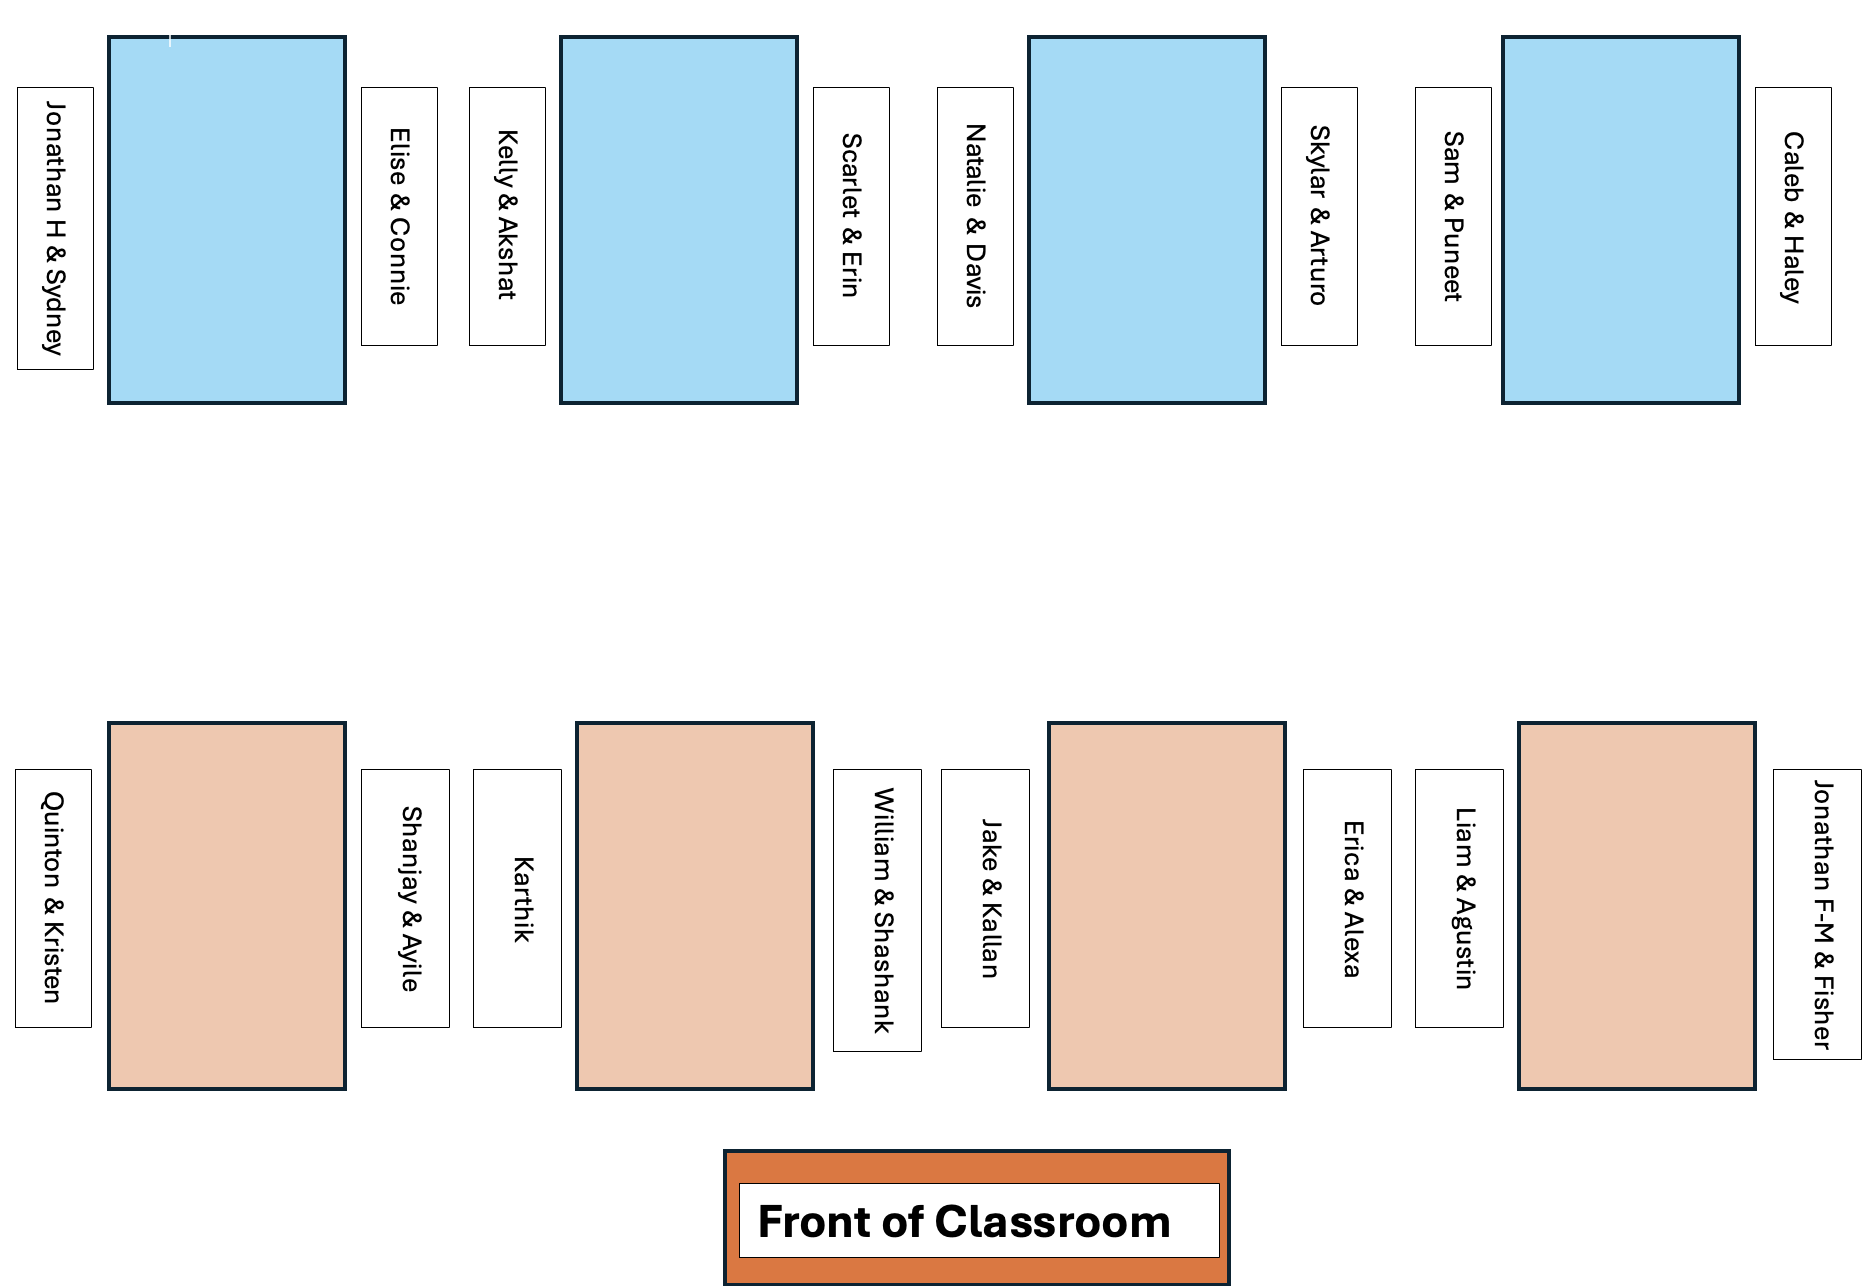 Jonathan H & Sydney
Elise & Connie
Kelly & Akshat
Scarlet & Erin
Natalie & Davis
Skylar & Arturo
Sam & Puneet
Caleb & Haley
Quinton & Kristen
Shanjay & Ayile
Karthik
William & Shashank
Jake & Kallan
Erica & Alexa
Liam & Agustin
Jonathan F-M & Fisher
Front of Classroom